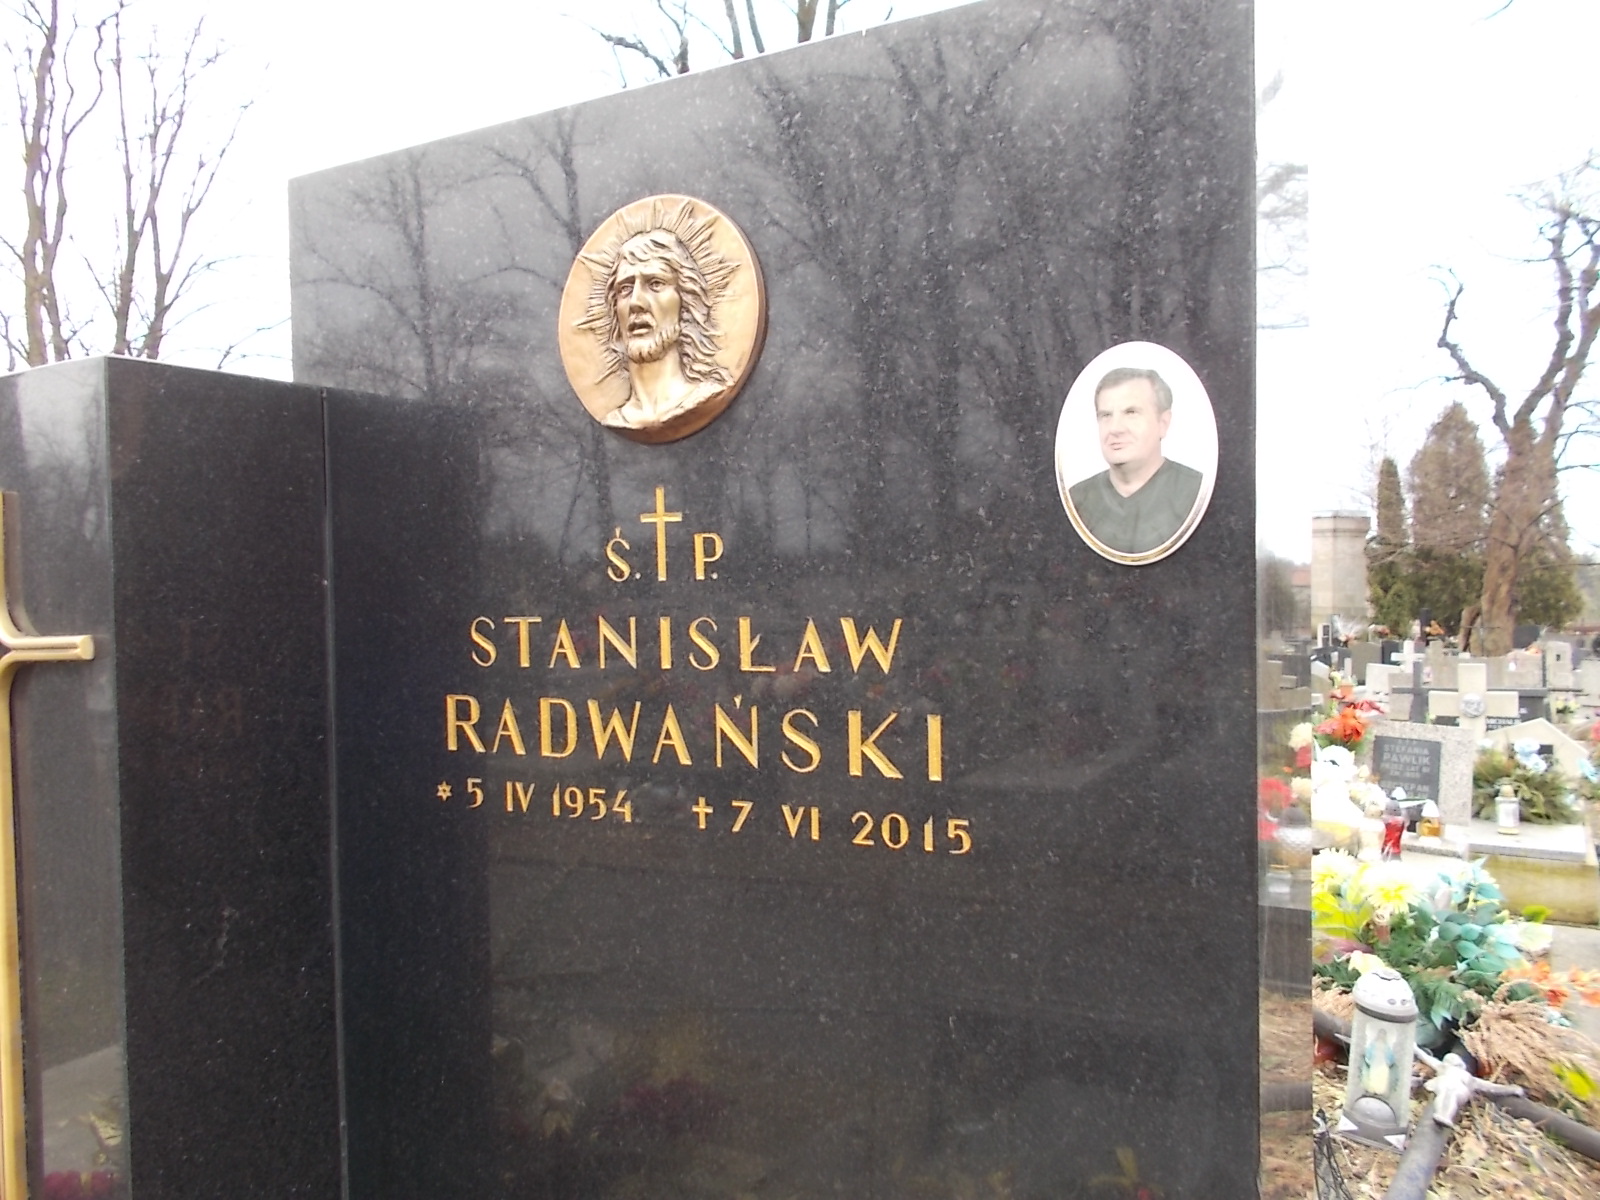 Ś. P.
STANISŁAW
RADWAŃSKI
* 5 IV 1954 † 7 VI 2015
STEFANIA
PAWLIK